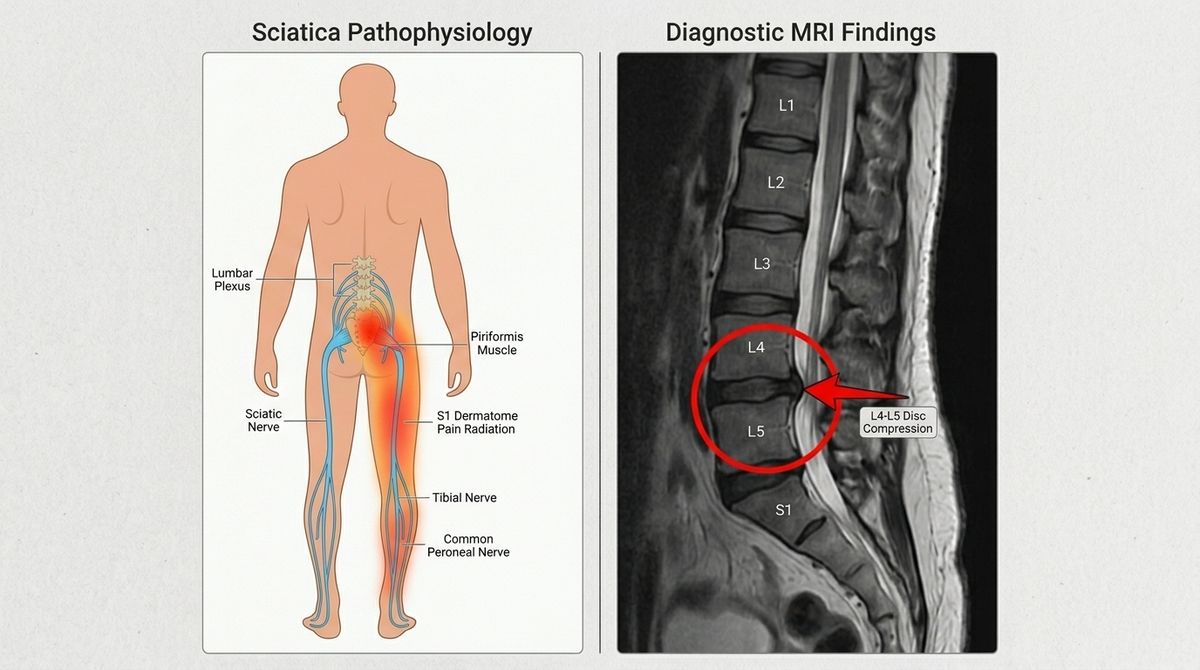 Sciatica Pathophysiology
Lumbar
Plexus
Piriformis
Muscle
Sciatic
Nerve
S1 Dermatome
Pain Radiation
Tibial Nerve
Common
Peroneal Nerve
Diagnostic MRI Findings
L1
L2
L3
L4
L4-L5 Disc
Compression
L5
S1